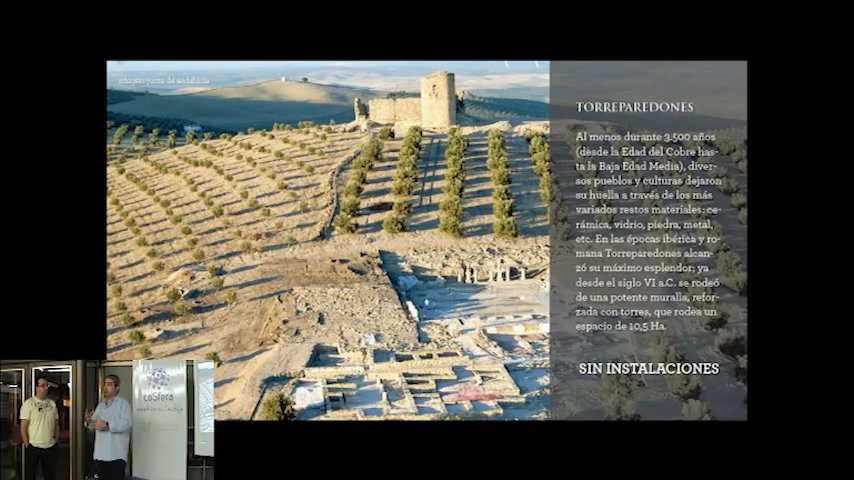 TORREPAREDONES
Al menos durante 3.500 años
(desde la Edad del Cobre has-
ta la Baja Edad Media), diver-
sos pueblos y culturas dejaron
su huella a través de los más
variados restos materiales: ce-
rámica, vidrio, piedra, metal,
etc. En las épocas ibérica y ro-
mana Torreparedones alcan-
zó su máximo esplendor; ya
desde el siglo VI a.C. se rodeó
de una potente muralla, refor-
zada con torres, que rodea un
espacio de 10,5 Ha.
SIN INSTALACIONES
coSfera